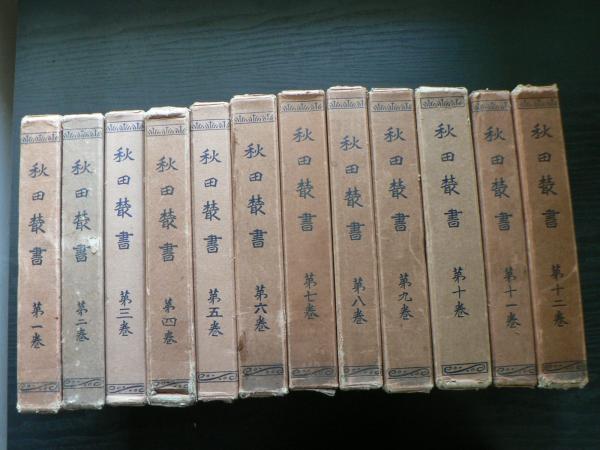 秋田叢書 第一巻
秋田叢書 第二巻
秋田叢書 第三巻
秋田叢書 第四巻
秋田叢書 第五巻
秋田叢書 第六巻
秋田叢書 第七巻
秋田叢書 第八巻
秋田叢書 第九巻
秋田叢書 第十巻
秋田叢書 第十一巻
秋田叢書 第十二巻